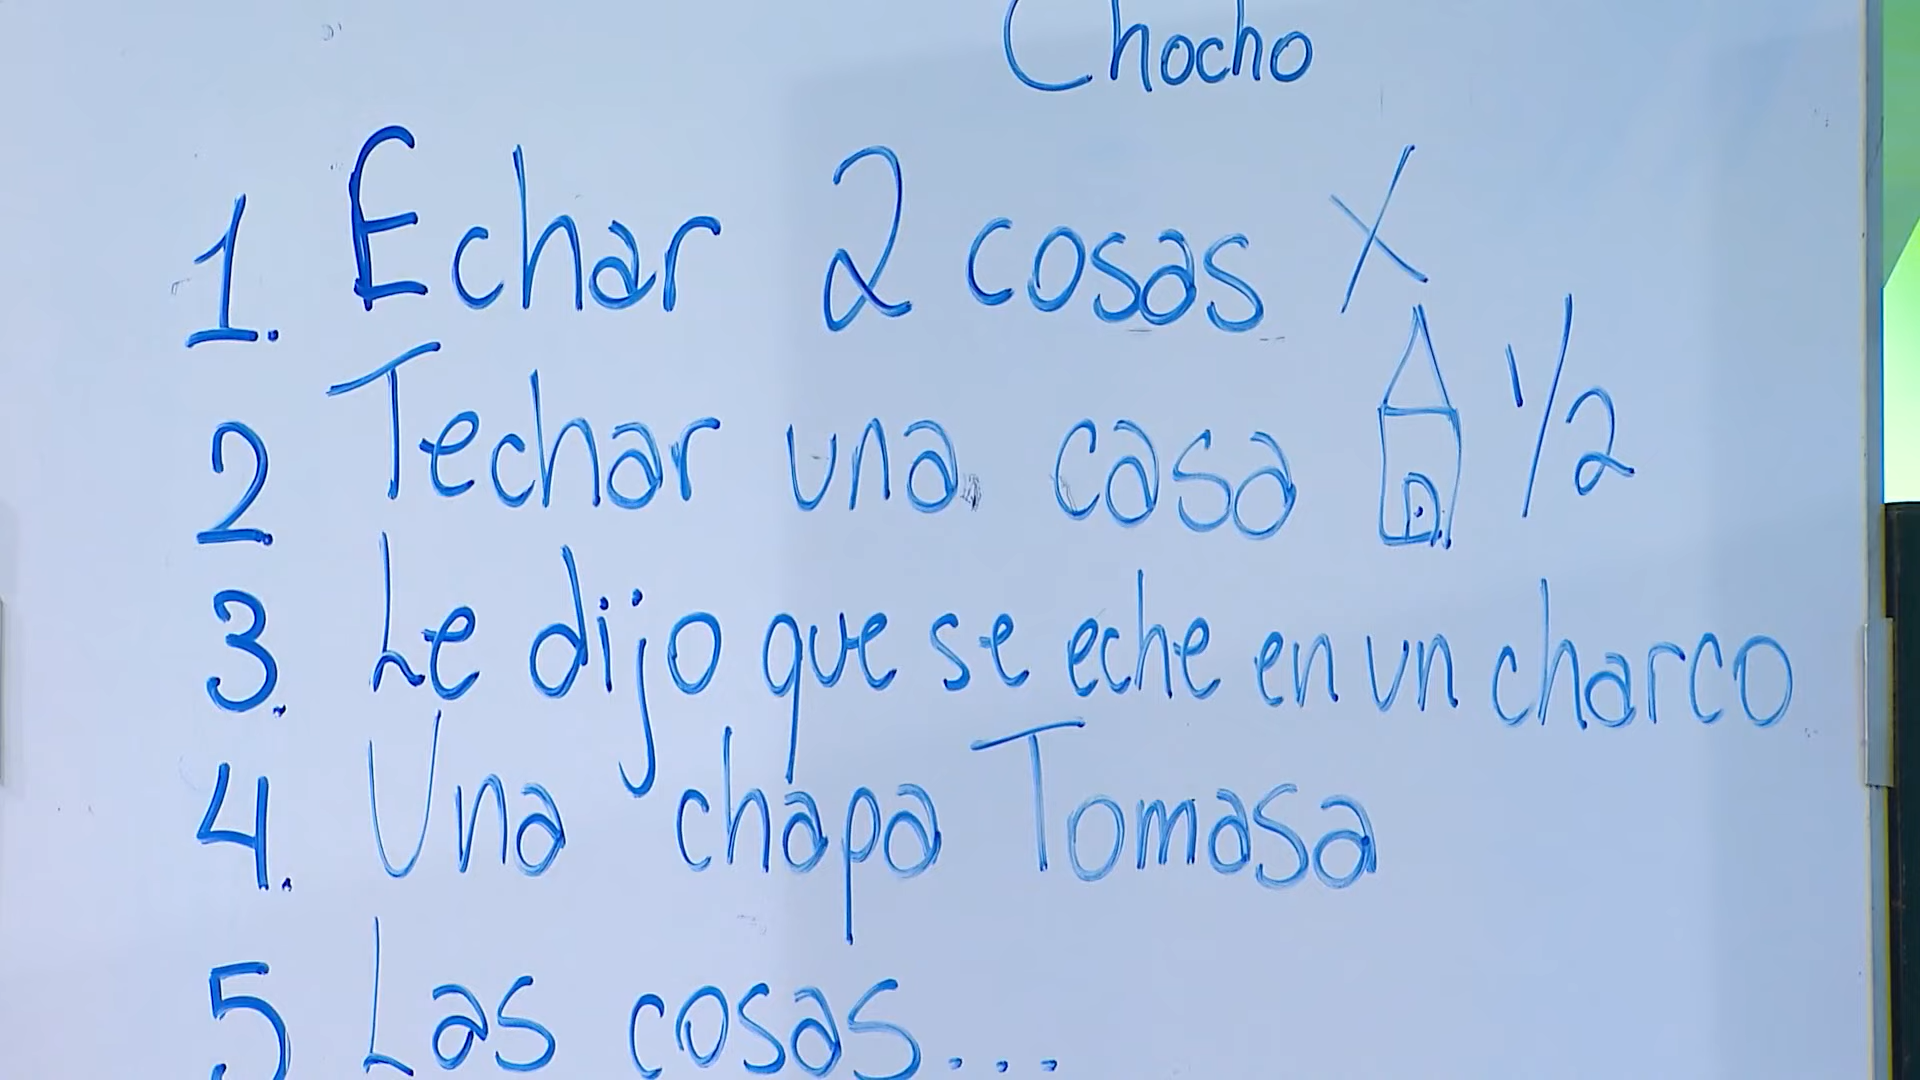 Chocho
1. Echar 2 cosas X
2 Techar una casa 1/2
3. Le dijo que se eche en un charco
4. Una chapa Tomasa
5 Las cosas...